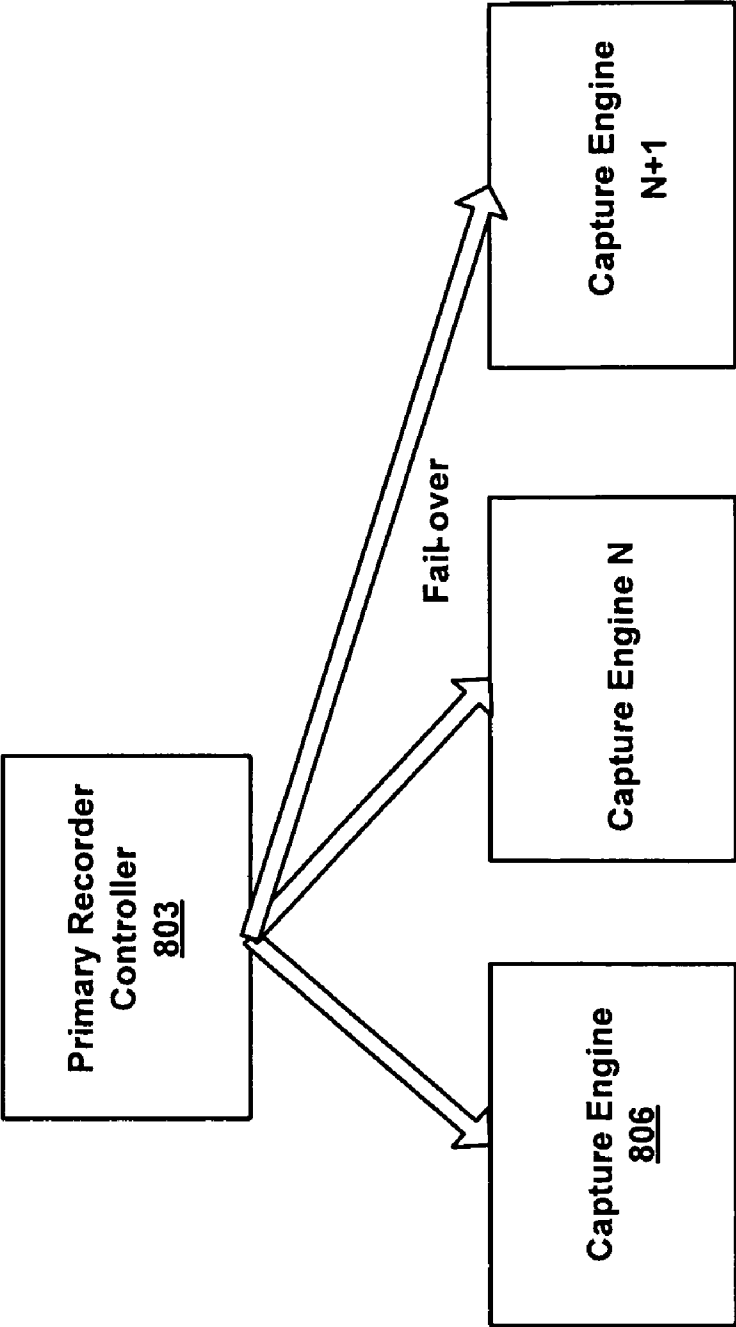 Primary Recorder
Controller
803
Fail-over
Capture Engine
806
Capture Engine N
Capture Engine
N+1